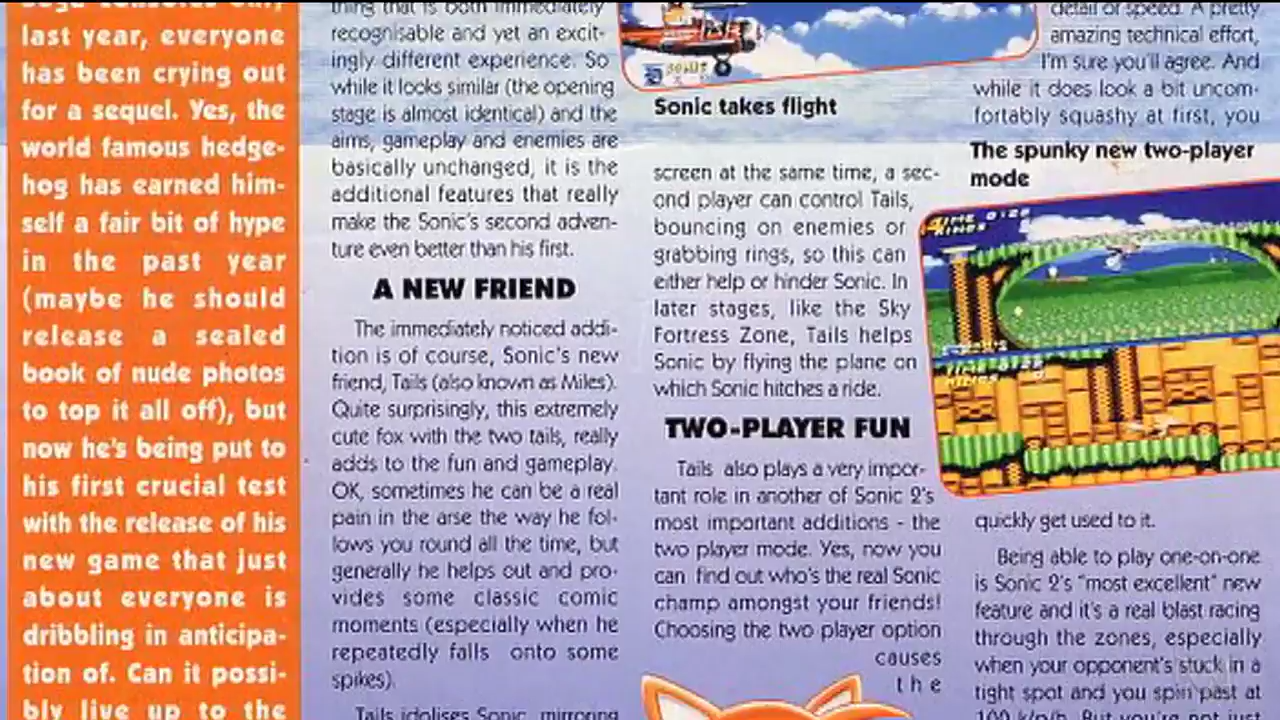 last year, everyone
has been crying out
for a sequel. Yes, the
world famous hedge-
hog has earned him-
self a fair bit of hype
in the past year
(maybe he should
release a sealed
book of nude photos
to top it all off), but
now he's being put to
his first crucial test
with the release of his
new game that just
about everyone is
dribbling in anticipa-
tion of. Can it possi-
bly live up to the
thing that is both immediately
recognisable and yet an excit-
ingly different experience. So
while it looks similar (the opening
stage is almost identical) and the
aims, gameplay and enemies are
basically unchanged, it is the
additional features that really
make the Sonic's second adven-
ture even better than his first.
A NEW FRIEND
The immediately noticed addi-
tion is of course, Sonic's new
friend, Tails (also known as Miles).
Quite surprisingly, this extremely
cute fox with the two tails, really
adds to the fun and gameplay.
OK, sometimes he can be a real
pain in the arse the way he fol-
lows you round all the time, but
generally he helps out and pro-
vides some classic comic
moments (especially when he
repeatedly falls onto some
spikes).
Tails idolises Sonic, mirroring
Sonic takes flight
screen at the same time, a sec-
ond player can control Tails,
bouncing on enemies or
grabbing rings, so this can
either help or hinder Sonic. In
later stages, like the Sky
Fortress Zone, Tails helps
Sonic by flying the plane on
which Sonic hitches a ride.
TWO-PLAYER FUN
Tails also plays a very impor-
tant role in another of Sonic 2's
most important additions - the
two player mode. Yes, now you
can find out who's the real Sonic
champ amongst your friends!
Choosing the two player option
causes
the
detail or speed. A pretty
amazing technical effort,
I'm sure you'll agree. And
while it does look a bit uncom-
fortably squashy at first, you
The spunky new two-player
mode
TIME 0:28
RINGS
TIME 0:28
RINGS
quickly get used to it.
Being able to play one-on-one
is Sonic 2's "most excellent" new
feature and it's a real blast racing
through the zones, especially
when your opponent's stuck in a
tight spot and you spin past at
100 k/p/h. But you're not just